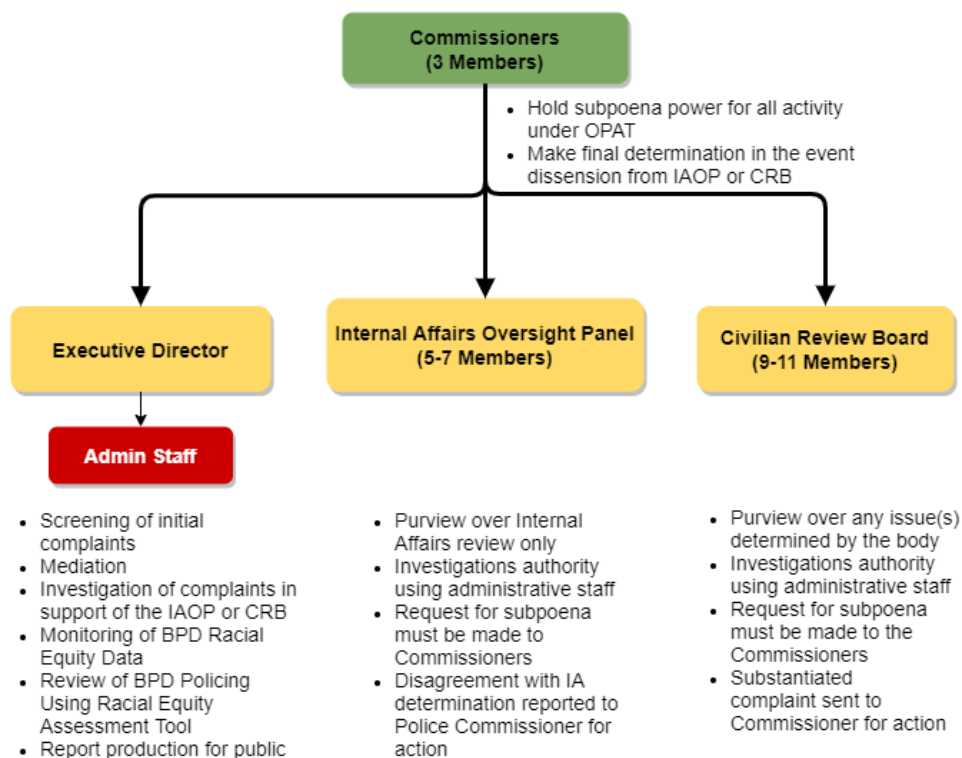 Commissioners
(3 Members)
• Hold subpoena power for all activity
under OPAT
• Make final determination in the event
dissension from IAOP or CRB
Executive Director
Internal Affairs Oversight Panel
(5-7 Members)
Civilian Review Board
(9-11 Members)
Admin Staff
• Screening of initial
complaints
• Mediation
• Investigation of complaints in
support of the IAOP or CRB
• Monitoring of BPD Racial
Equity Data
• Review of BPD Policing
Using Racial Equity
Assessment Tool
• Report production for public
• Purview over Internal
Affairs review only
• Investigations authority
using administrative staff
• Request for subpoena
must be made to
Commissioners
• Disagreement with IA
determination reported to
Police Commissioner for
action
• Purview over any issue(s)
determined by the body
• Investigations authority
using administrative staff
• Request for subpoena
must be made to the
Commissioners
• Substantiated
complaint sent to
Commissioner for action